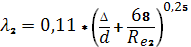 λ₂ = 0,11 * (Δ/d + 68/Re₂)^0,25